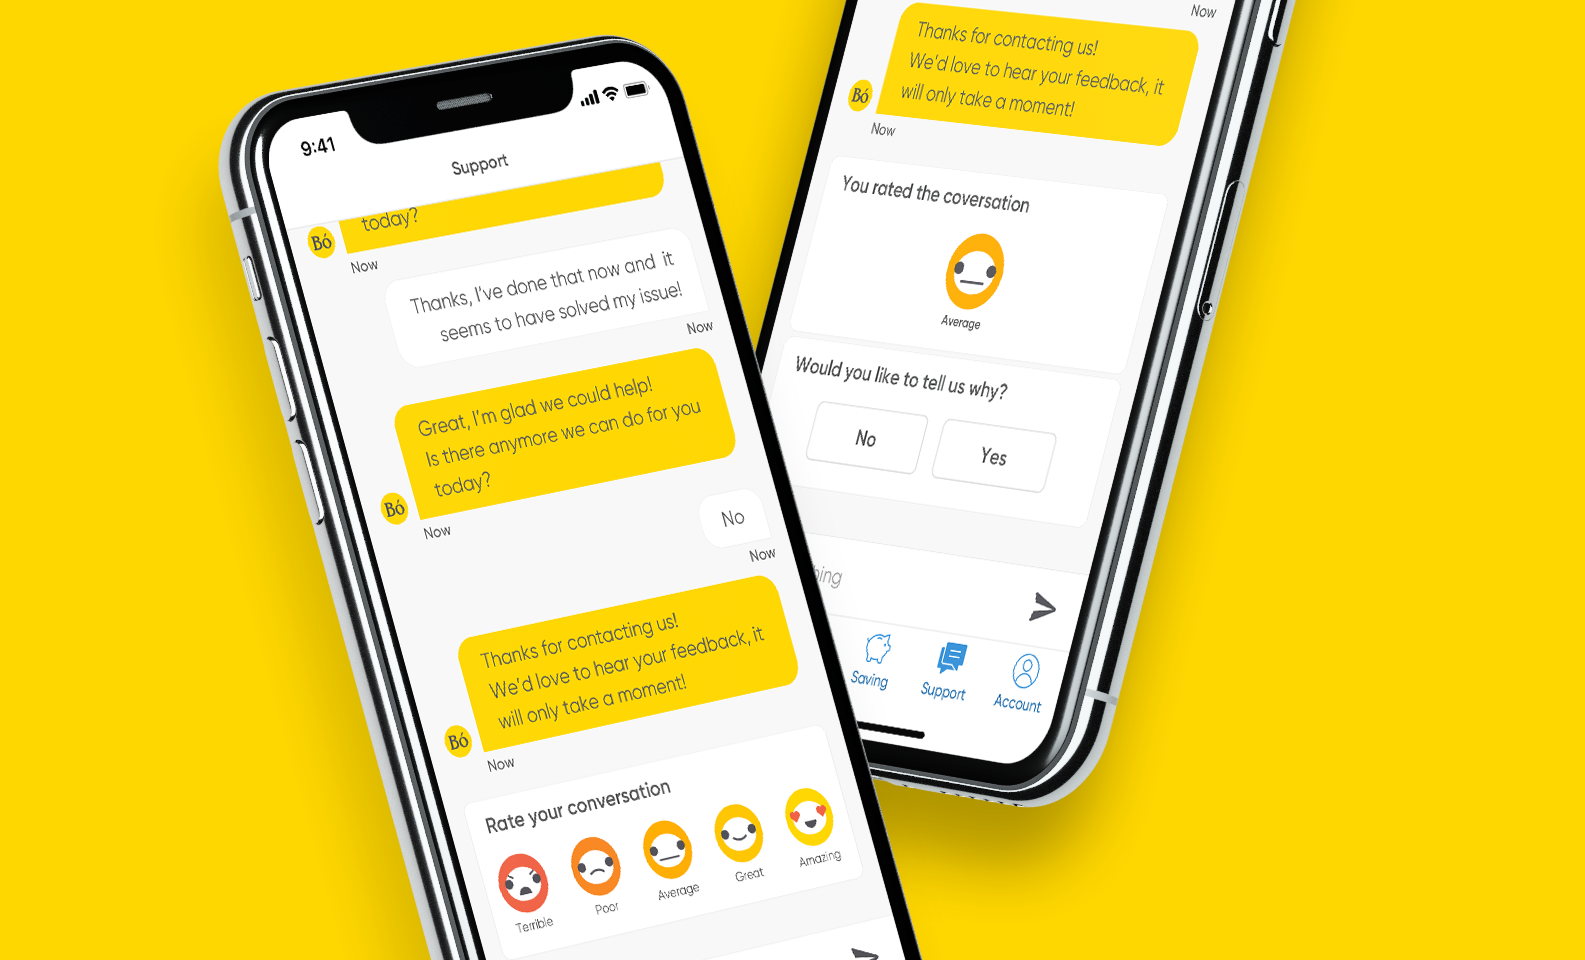 9:41
Support
today?
Bó
Now
Thanks, I've done that now and it
seems to have solved my issue!
Now
Great, I'm glad we could help!
Is there anymore we can do for you
today?
Bó
Now
No
Now
Thanks for contacting us!
We'd love to hear your feedback, it
will only take a moment!
Bó
Now
Rate your conversation
Terrible
Poor
Average
Great
Amazing
Now
Thanks for contacting us!
We'd love to hear your feedback, it
will only take a moment!
Bó
Now
You rated the coversation
Average
Would you like to tell us why?
No
Yes
hing
Saving
Support
Account